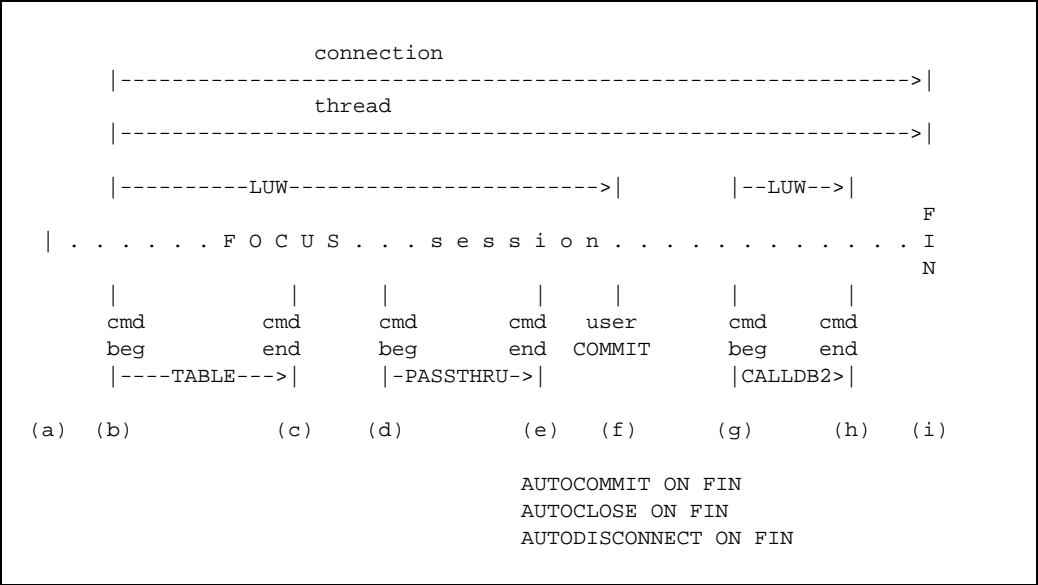 connection
|------------------------------------------------------------->|
thread
|------------------------------------------------------------->|
|----------LUW------------------------>| |--LUW-->|
F
| . . . . . . F O C U S . . . s e s s i o n . . . . . . . . . . . . I
N
| | | | | | |
cmd cmd cmd cmd user cmd cmd
beg end beg end COMMIT beg end
|----TABLE--->| |-PASSTHRU->| |CALLDB2>|
(a) (b) (c) (d) (e) (f) (g) (h) (i)
AUTOCOMMIT ON FIN
AUTOCLOSE ON FIN
AUTODISCONNECT ON FIN